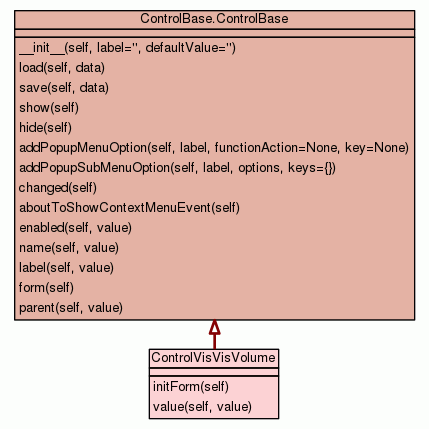 ControlBase.ControlBase
__init__(self, label='', defaultValue='')
load(self, data)
save(self, data)
show(self)
hide(self)
addPopupMenuOption(self, label, functionAction=None, key=None)
addPopupSubMenuOption(self, label, options, keys={})
changed(self)
aboutToShowContextMenuEvent(self)
enabled(self, value)
name(self, value)
label(self, value)
form(self)
parent(self, value)
ControlVisVisVolume
initForm(self)
value(self, value)